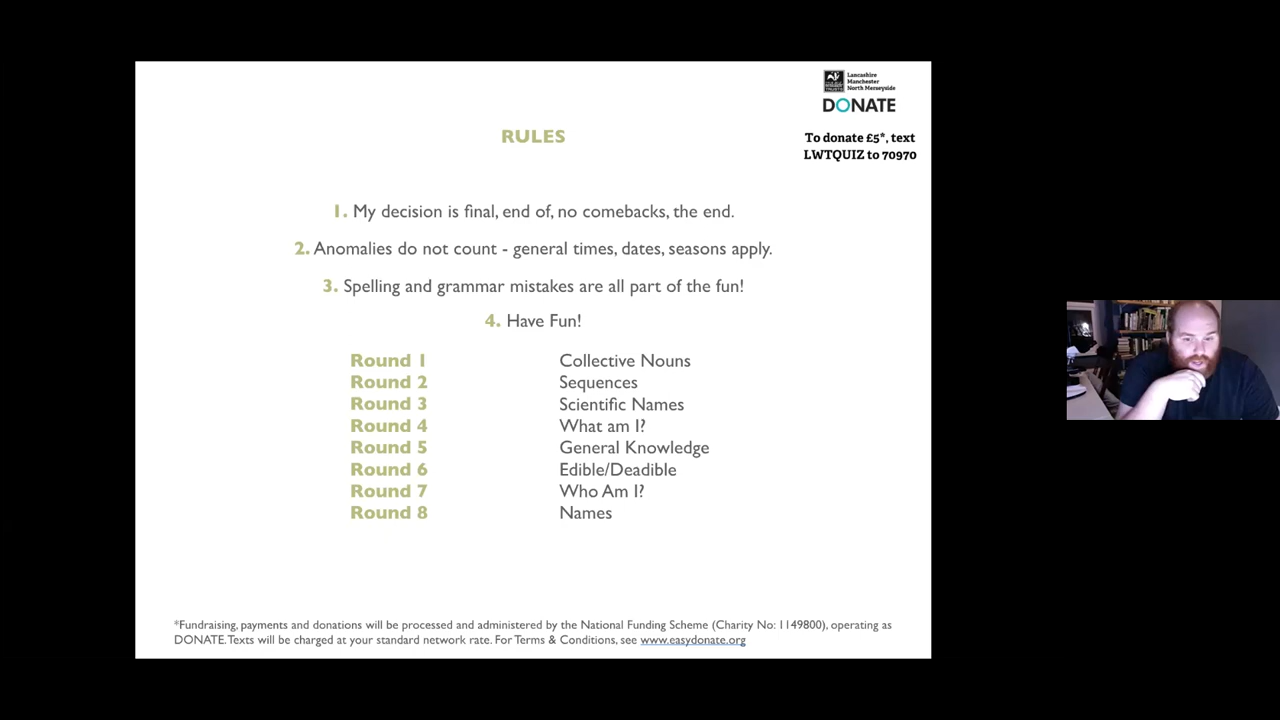 Lancashire
Manchester
North Merseyside
DONATE
To donate £5*, text
LWTQUIZ to 70970
RULES
1. My decision is final, end of, no comebacks, the end.
2. Anomalies do not count - general times, dates, seasons apply.
3. Spelling and grammar mistakes are all part of the fun!
4. Have Fun!
Round 1 Collective Nouns
Round 2 Sequences
Round 3 Scientific Names
Round 4 What am I?
Round 5 General Knowledge
Round 6 Edible/Deadible
Round 7 Who Am I?
Round 8 Names
*Fundraising, payments and donations will be processed and administered by the National Funding Scheme (Charity No: 1149800), operating as
DONATE. Texts will be charged at your standard network rate. For Terms & Conditions, see www.easydonate.org